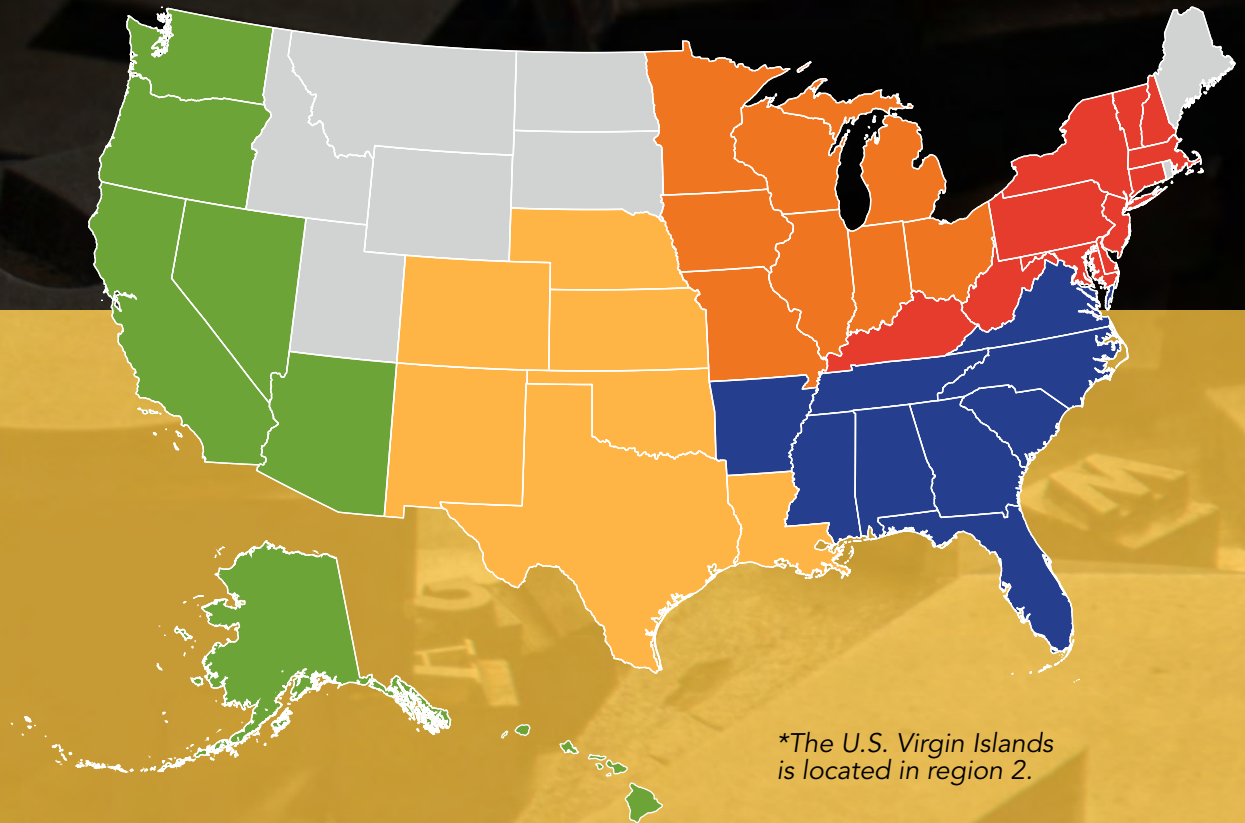 *The U.S. Virgin Islands
is located in region 2.